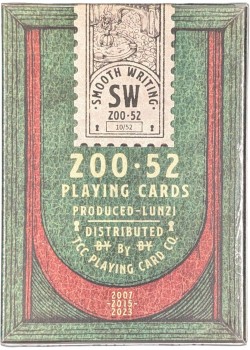 SMOOTH WRITING
SW
ZOO·52
10/52
ZOO·52
PLAYING CARDS
PRODUCED-LUNZI
DISTRIBUTED
BY BY BY
TCC PLAYING CARD CO.
2007
-2015-
2023